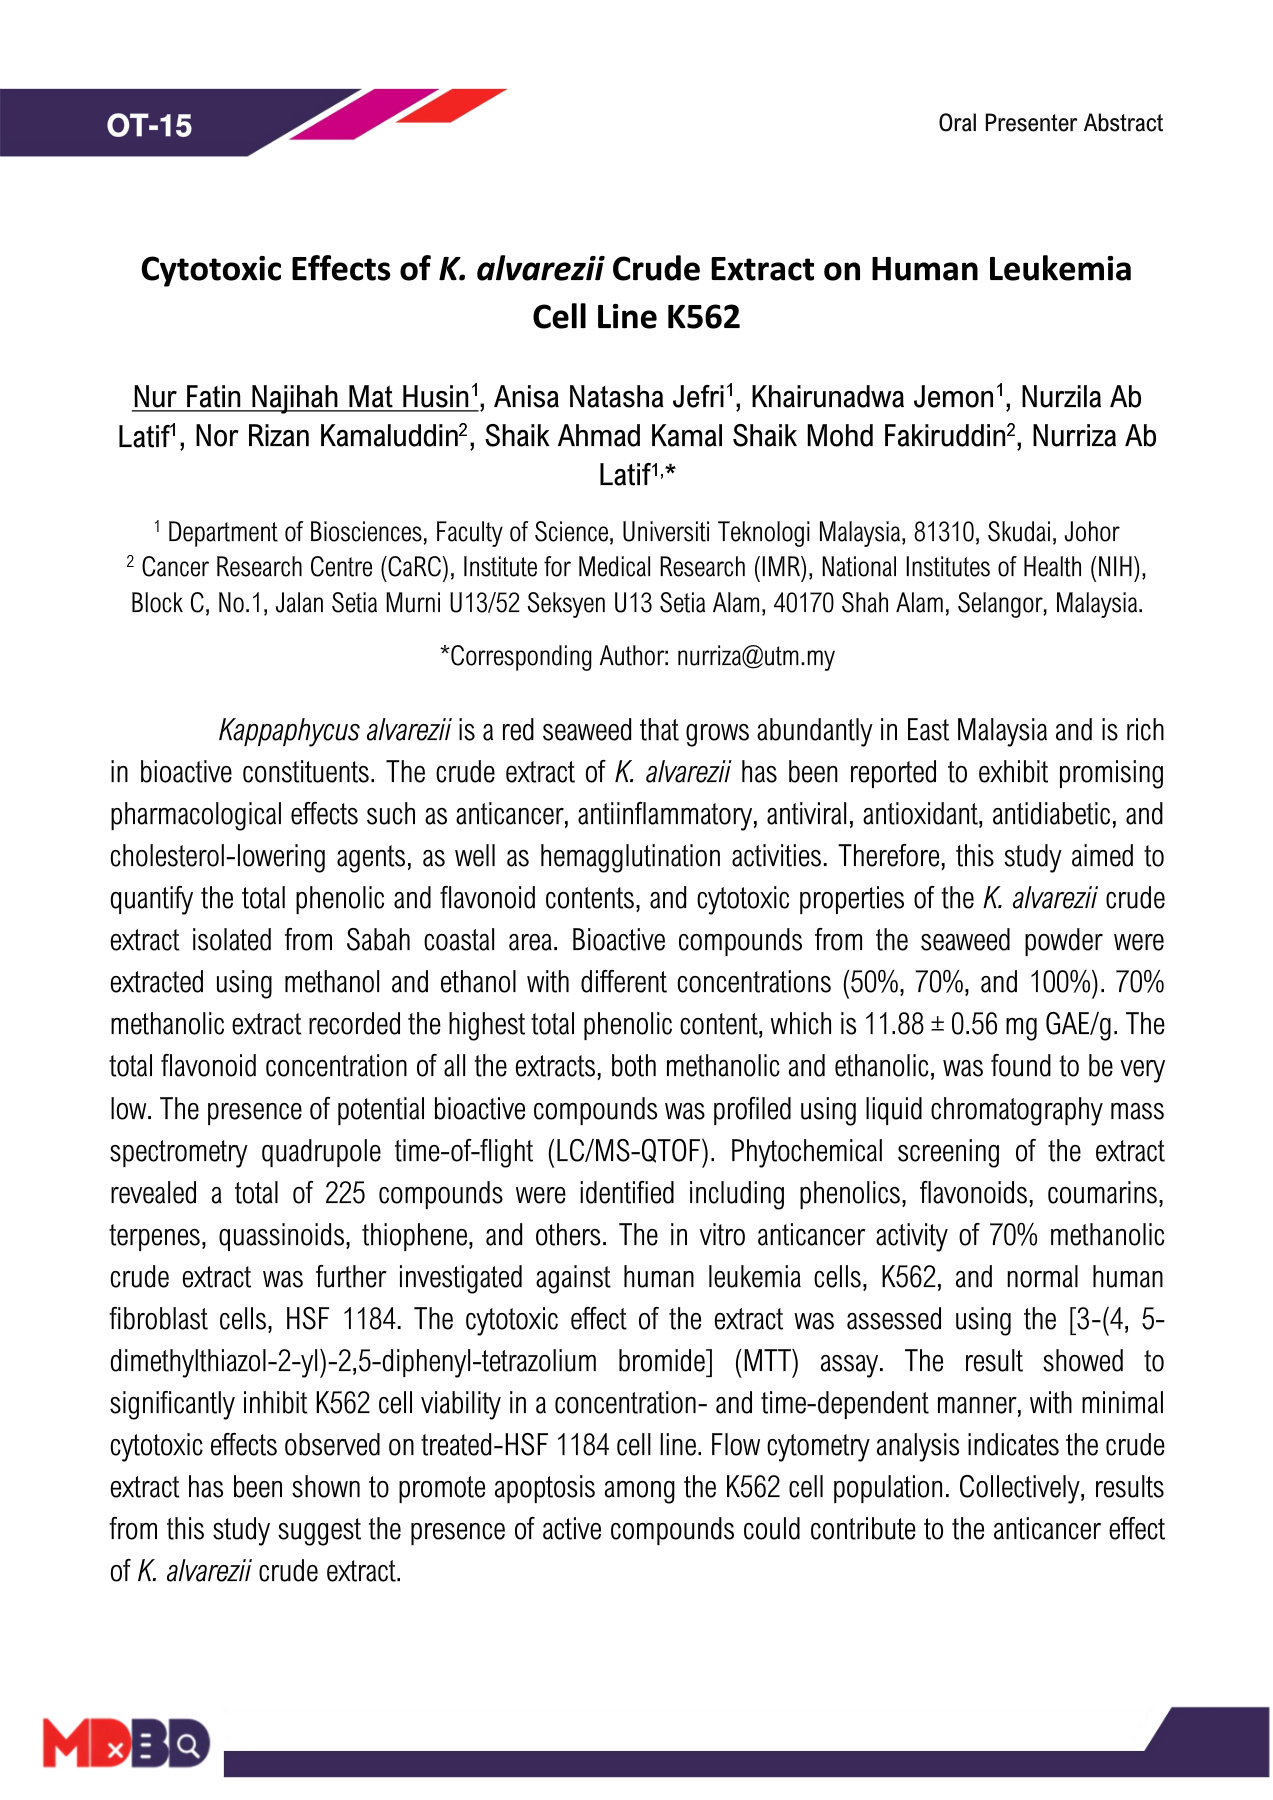 OT-15
Oral Presenter Abstract
Cytotoxic Effects of K. alvarezii Crude Extract on Human Leukemia
Cell Line K562
Nur Fatin Najihah Mat Husin¹, Anisa Natasha Jefri¹, Khairunadwa Jemon¹, Nurzila Ab
Latif¹, Nor Rizan Kamaluddin², Shaik Ahmad Kamal Shaik Mohd Fakiruddin², Nurriza Ab
Latif¹,*
¹ Department of Biosciences, Faculty of Science, Universiti Teknologi Malaysia, 81310, Skudai, Johor
² Cancer Research Centre (CaRC), Institute for Medical Research (IMR), National Institutes of Health (NIH),
Block C, No.1, Jalan Setia Murni U13/52 Seksyen U13 Setia Alam, 40170 Shah Alam, Selangor, Malaysia.
*Corresponding Author: nurriza@utm.my
Kappaphycus alvarezii is a red seaweed that grows abundantly in East Malaysia and is rich
in bioactive constituents. The crude extract of K. alvarezii has been reported to exhibit promising
pharmacological effects such as anticancer, antiinflammatory, antiviral, antioxidant, antidiabetic, and
cholesterol-lowering agents, as well as hemagglutination activities. Therefore, this study aimed to
quantify the total phenolic and flavonoid contents, and cytotoxic properties of the K. alvarezii crude
extract isolated from Sabah coastal area. Bioactive compounds from the seaweed powder were
extracted using methanol and ethanol with different concentrations (50%, 70%, and 100%). 70%
methanolic extract recorded the highest total phenolic content, which is 11.88 ± 0.56 mg GAE/g. The
total flavonoid concentration of all the extracts, both methanolic and ethanolic, was found to be very
low. The presence of potential bioactive compounds was profiled using liquid chromatography mass
spectrometry quadrupole time-of-flight (LC/MS-QTOF). Phytochemical screening of the extract
revealed a total of 225 compounds were identified including phenolics, flavonoids, coumarins,
terpenes, quassinoids, thiophene, and others. The in vitro anticancer activity of 70% methanolic
crude extract was further investigated against human leukemia cells, K562, and normal human
fibroblast cells, HSF 1184. The cytotoxic effect of the extract was assessed using the [3-(4, 5-
dimethylthiazol-2-yl)-2,5-diphenyl-tetrazolium bromide] (MTT) assay. The result showed to
significantly inhibit K562 cell viability in a concentration- and time-dependent manner, with minimal
cytotoxic effects observed on treated-HSF 1184 cell line. Flow cytometry analysis indicates the crude
extract has been shown to promote apoptosis among the K562 cell population. Collectively, results
from this study suggest the presence of active compounds could contribute to the anticancer effect
of K. alvarezii crude extract.
MDxBD